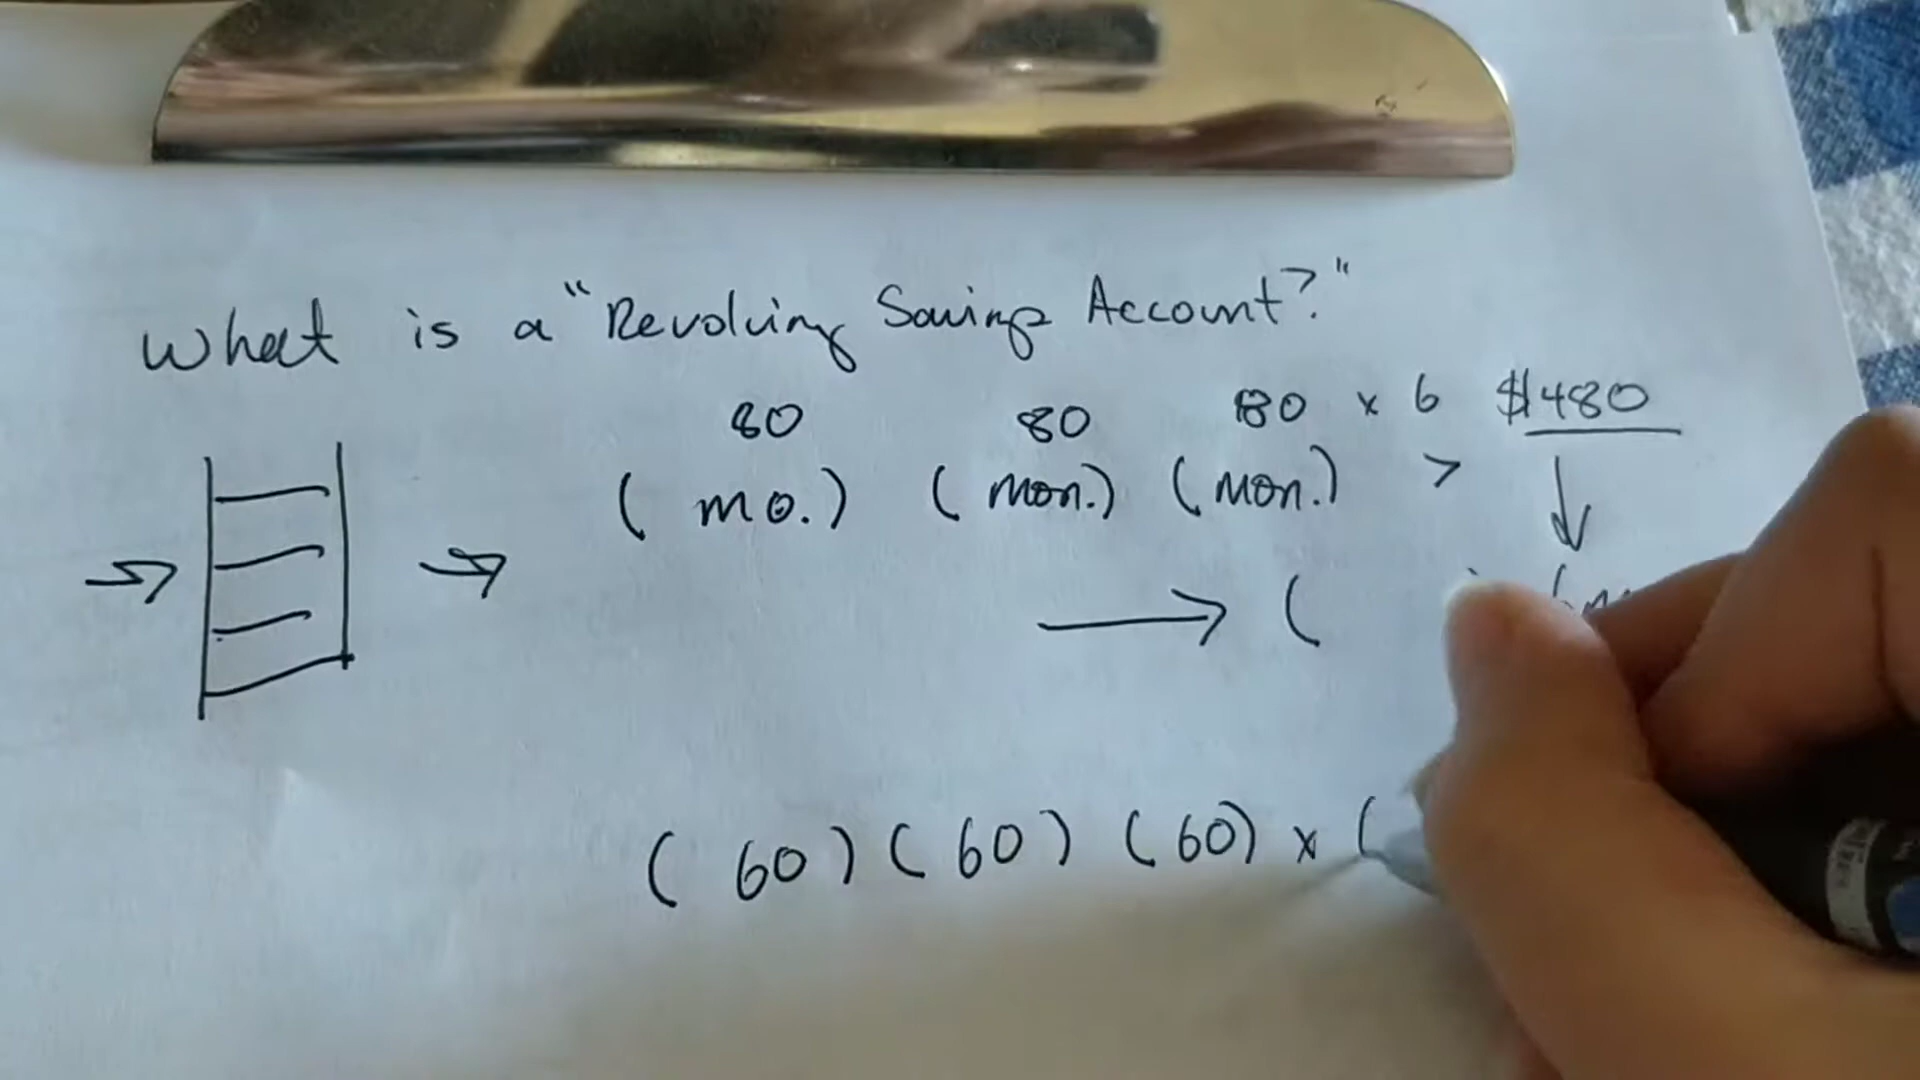 What is a "Revolving Savings Account?"
80 80 80 x 6 $480
( mo. ) ( mon. ) ( mon. ) >
→ (
( 60 ) ( 60 ) ( 60 ) x (